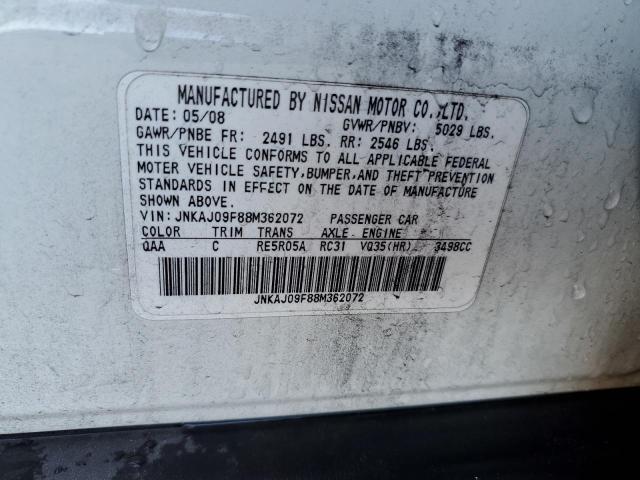 MANUFACTURED BY NISSAN MOTOR CO.,LTD.
DATE: 05/08 GVWR/PNBV: 5029 LBS.
GAWR/PNBE FR: 2491 LBS. RR: 2546 LBS.
THIS VEHICLE CONFORMS TO ALL APPLICABLE FEDERAL
MOTOR VEHICLE SAFETY, BUMPER, AND THEFT PREVENTION
STANDARDS IN EFFECT ON THE DATE OF MANUFACTURE
SHOWN ABOVE.
VIN: JNKAJ09F88M362072 PASSENGER CAR
COLOR TRIM TRANS AXLE ENGINE
QAA C RE5R05A RC31 VQ35(HR) 3498CC
JNKAJ09F88M362072